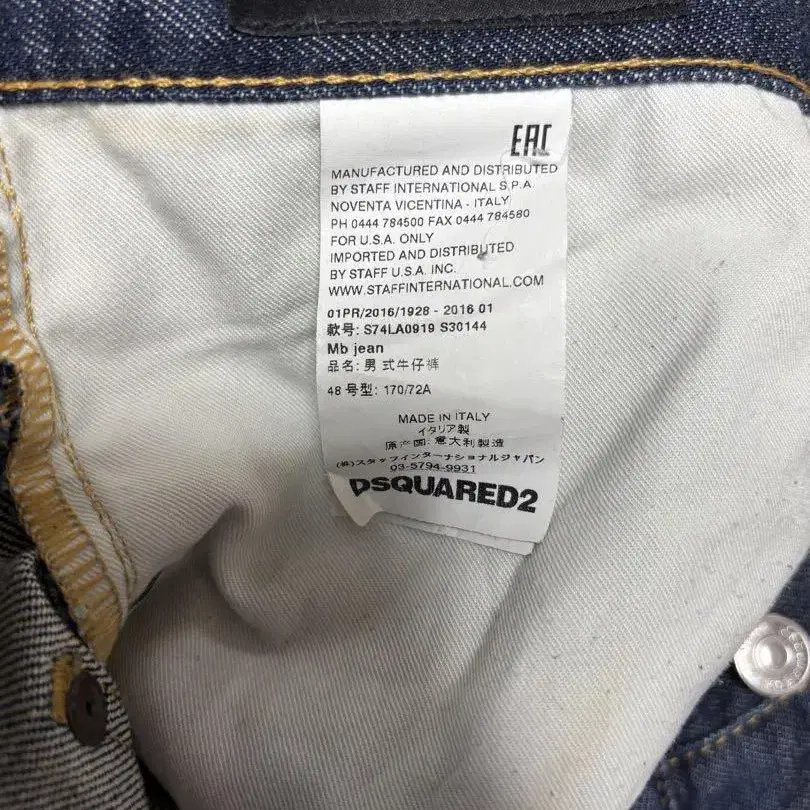 EAC
MANUFACTURED AND DISTRIBUTED
BY STAFF INTERNATIONAL S.P.A.
NOVENTA VICENTINA - ITALY
PH 0444 784500 FAX 0444 784580
FOR U.S.A. ONLY
IMPORTED AND DISTRIBUTED
BY STAFF U.S.A. INC.
WWW.STAFFINTERNATIONAL.COM
01PR/2016/1928 - 2016 01
款号: S74LA0919 S30144
Mb jean
品名: 男 式牛仔裤
48 号型: 170/72A
MADE IN ITALY
イタリア製
原产国: 意大利製造
(株)スタッフインターナショナルジャパン
03-5794-9931
DSQUARED2